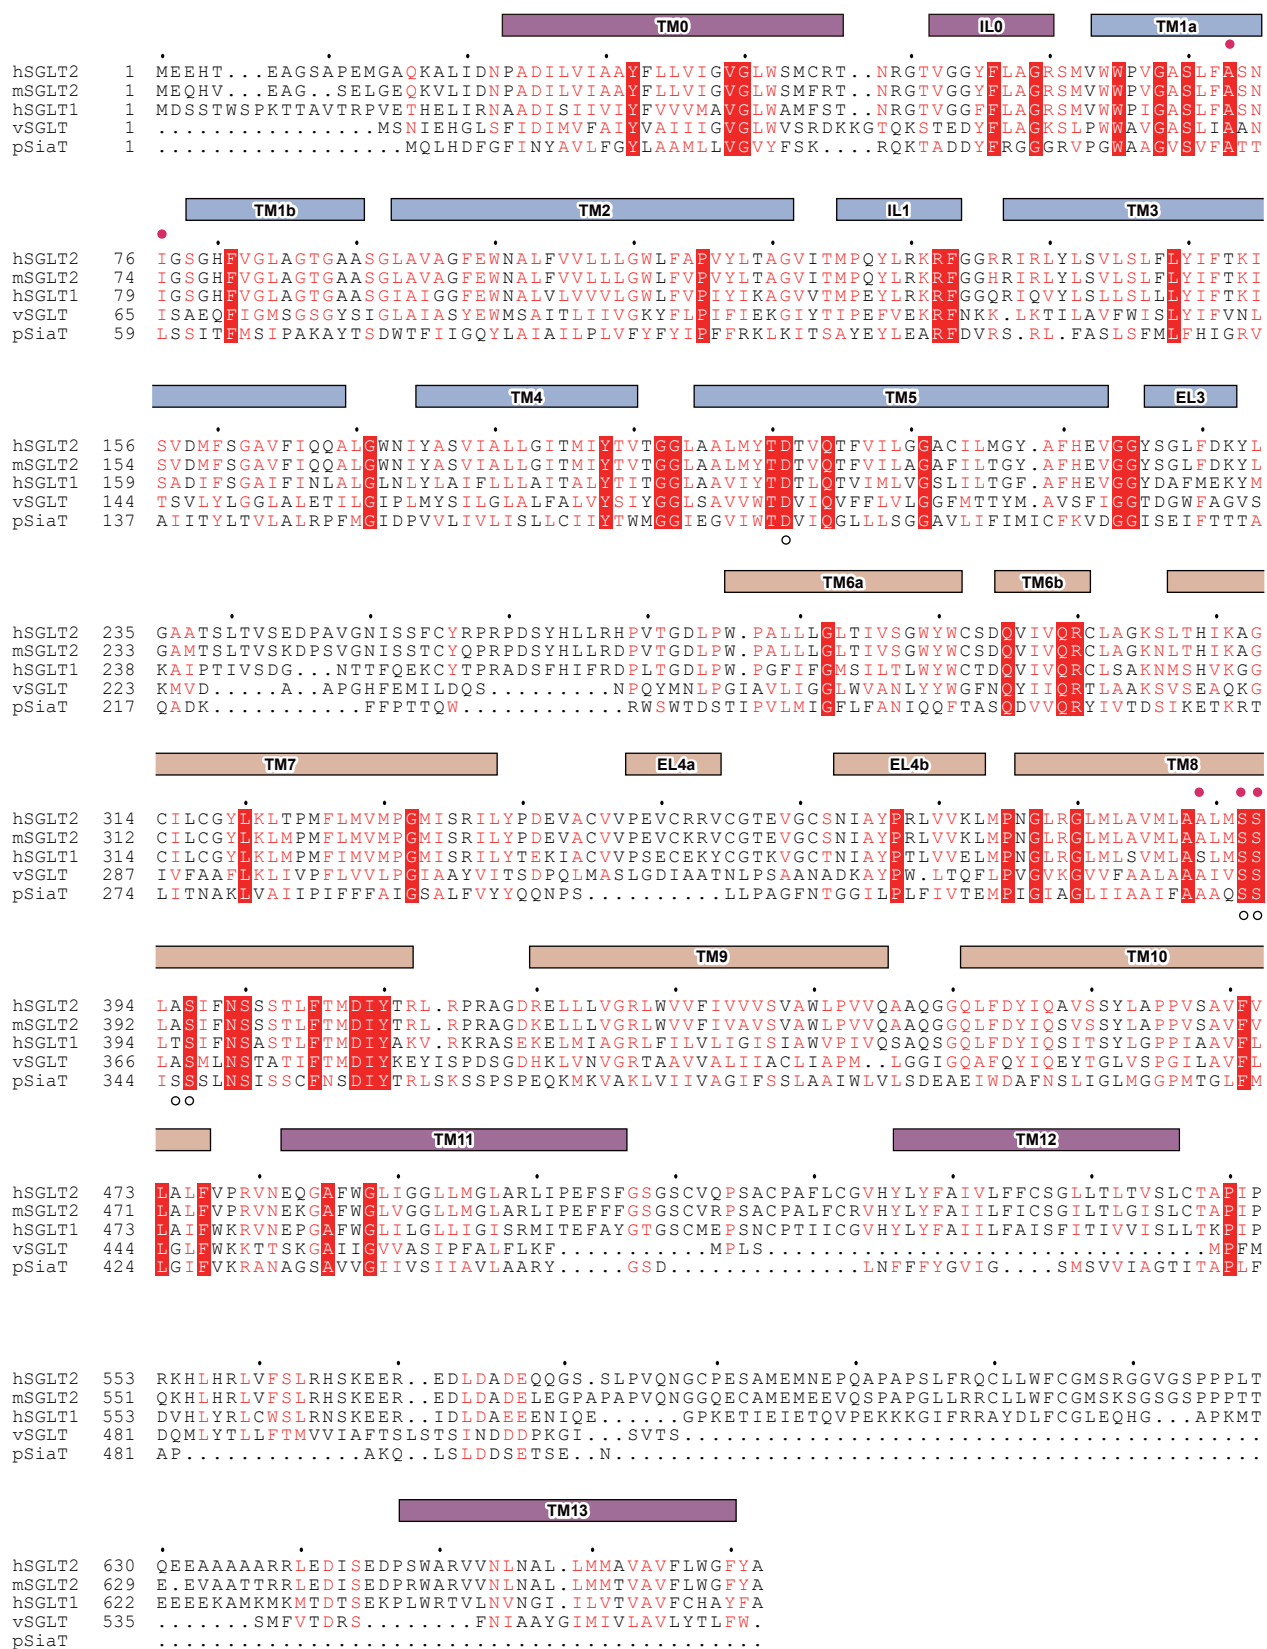 TM0 IL0 TM1a
hSGLT2 1 MEEHT...EAGSAPEMGAQKALIDNPADILVIAAYFLLVIGVGLWSMCRT..NRGTVGGYFLAGRSMVWWPVGASLFASN
mSGLT2 1 MEQHV...EAG..SELGEQKVLIDNPADILVIAAYFLLVIGVGLWSMFRT..NRGTVGGYFLAGRSMVWWPVGASLFASN
hSGLT1 1 MDSSTWSPKTTAVTRPVETHELIRNAADISIIVIYFVVVMAVGLWAMFST..NRGTVGGFFLAGRSMVWWPIGASLFASN
vSGLT 1 ................MSNIEHGLSFIDIMVFAIYVAIIIGVGLWVSRDKKGTQKSTEDYFLAGKSLPWWAVGASLIAAN
pSiaT 1 ..................MQLHDFGFINYAVLFGYLAAMLLVGVYFSK....RQKTADDYFRGGGRVPGWAAGVSVFATT
TM1b TM2 IL1 TM3
hSGLT2 76 IGSGHFVGLAGTGAASGLAVAGFEWNALFVVLLLGWLFAPVYLTAGVITMPQYLRKRFGGRRIRLYLSVLSLFLYIFTKI
mSGLT2 74 IGSGHFVGLAGTGAASGLAVAGFEWNALFVVLLLGWLFVPVYLTAGVITMPQYLRKRFGGHRIRLYLSVLSLFLYIFTKI
hSGLT1 79 IGSGHFVGLAGTGAASGIAIGGFEWNALVLVVVLGWLFVPIYIKAGVVTMPEYLRKRFGGQRIQVYLSLLSLLLYIFTKI
vSGLT 65 ISAEQFIGMSGSGYSIGLAIASYEWMSAITLIIVGKYFLPIFIEKGIYTIPEFVEKRFNKK.LKTILAVFWISLYIFVNL
pSiaT 59 LSSITFMSIPAKAYTSDWTFIIGQYLAIAILPLVFYFYIPFFRKLKITSAYEYLEARFDVRS.RL.FASLSFMLFHIGRV
TM4 TM5 EL3
hSGLT2 156 SVDMFSGAVFIQQALGWNIYASVIALLGITMIYTVTGGLAALMYTDTVQTFVILGGACILMGY.AFHEVGGYSGLFDKYL
mSGLT2 154 SVDMFSGAVFIQQALGWNIYASVIALLGITMIYTVTGGLAALMYTDTVQTFVILAGAFILTGY.AFHEVGGYSGLFDKYL
hSGLT1 159 SADIFSGAIFINLALGLNLYLAIFLLLAITALYTITGGLAAVIYTDTLQTVIMLVGSLILTGF.AFHEVGGYDAFMEKYM
vSGLT 144 TSVLYLGGLALETILGIPLMYSILGLALFALVYSIYGGLSAVVWTDVIQVFFLVLGGFMTTYM.AVSFIGGTDGWFAGVS
pSiaT 137 AIITYLTVLALRPFMGIDPVVLIVLISLLCIIYTWMGGIEGVIWTDVIQGLLLSGGAVLIFIMICFKVDGGISEIFTTTA
TM6a TM6b
hSGLT2 235 GAATSLTVSEDPAVGNISSFCYRPRPDSYHLLRHPVTGDLPW.PALLLGLTIVSGWYWCSDQVIVQRCLAGKSLTHIKAG
mSGLT2 233 GAMTSLTVSKDPSVGNISSTCYQPRPDSYHLLRDPVTGDLPW.PALLLGLTIVSGWYWCSDQVIVQRCLAGKNLTHIKAG
hSGLT1 238 KAIPTIVSDG..NTTFQEKCYTPRADSFHIFRDPLTGDLPW.PGFIFGMSILTLWYWCTDQVIVQRCLSAKNMSHVKGG
vSGLT 223 KMVD.....A.APGHFEMILDQS.........NPQYMNLPGIAVLIGGLWVANLYYWGFNQYIIQRTLAAKSVSEAQKG
pSiaT 217 QADK...........FFPTTQW............RWSWTDSTIPVLMIGFLFANIQQFTASQDVVQRYIVTDSIKETKRT
TM7 EL4a EL4b TM8
hSGLT2 314 CILCGYLKLTPMFLMVMPGMISRILYPDEVACVVPEVCRRVCGTEVGCSNIAYPRLVVKLMPNGLRGLMLAVMLAALMSS
mSGLT2 312 CILCGYLKLMPMFLMVMPGMISRILYPDEVACVVPEVCKRVCGTEVGCSNIAYPRLVVKLMPNGLRGLMLAVMLAALMSS
hSGLT1 314 CILCGYLKLMPMFIMVMPGMISRILYTEKIACVVPSECEKYCGTKVGCTNIAYPTLVVELMPNGLRGLMLSVMLASLMSS
vSGLT 287 IVFAAFLKLIVPFLVVLPGIAAYVITSDPQLMASLGDIAATNLPSAANADKAYPW.LTQFLPVGVKGVVFAALAAAIVSS
pSiaT 274 LITNAKLVAIIPIFFFAIGSALFVYYQQNPS..........LLPAGFNTGGILPLFIVTEMPIGIAGLIIAAIFAAAQSS
TM9 TM10
hSGLT2 394 LASIFNSSSTLFTMDIYTRL.RPRAGDRELLLVGRLWVVFIVVVSVAWLPVVQAAQGGQLFDYIQAVSSYLAPPVSAVFV
mSGLT2 392 LASIFNSSSTLFTMDIYTRL.RPRAGDKELLLVGRLWVVFIVAVSVAWLPVVQAAQGGQLFDYIQSVSSYLAPPVSAVFV
hSGLT1 394 LTSIFNSASTLFTMDIYAKV.RKRASEKELMIAGRLFILVLIGISIAWVPIVQSAQSGQLFDYIQSITSYLGPPIAAVFL
vSGLT 366 LASMLNSTATIFTMDIYKEYISPDSGDHKLVNVGRTAAVVALIIACLIAPM..LGGIGQAFQYIQEYTGLVSPGILAVFL
pSiaT 344 ISSSLNSISSCFNSDIYTRLSKSSPSPEQKMKVAKLVIIVAGIFSSLAAIWLVLSDEAEIWDAFNSLIGLMGGPMTGLFM
TM11 TM12
hSGLT2 473 LALFVPRVNEQGAFWGLIGGLLMGLARLIPEFSFGSGSCVQPSACPAFLCGVHYLYFAIVLFFCSGLLTLTVSLCTAPIP
mSGLT2 471 LALFVPRVNEKGAFWGLVGGLLMGLARLIPEFFFGSGSCVRPSACPALFCRVHYLYFAIILFICSGILTLGISLCTAPIP
hSGLT1 473 LAIFWKRVNEPGAFWGLILGLLIGISRMITEFAYGTGSCMEPSNCPTIICGVHYLYFAIILFAISFITIVVISLLTKPIP
vSGLT 444 LGLFWKKTTSKGAIIGVVASIPFALFLKF..........MPLS................................MPFM
pSiaT 424 LGIFVKRANAGSAVVGIIVSIIAVLAARY.....GSD..............LNFFFYGVIG....SMSVVIAGTITAPLF
hSGLT2 553 RKHLHRLVFSLRHSKEER..EDLDADEQQGS.SLPVQNGCPESAMEMNEPQAPAPSLFRQCLLWFCGMSRGGVGSPPPLT
mSGLT2 551 QKHLHRLVFSLRHSKEER..EDLDADELEGPAPAPVQNGGQECAMEMEEVQSPAPGLLRRCLLWFCGMSKSGSGSPPPTT
hSGLT1 553 DVHLYRLCWSLRNSKEER..IDLDAEEENIQE......GPKETIEIETQVPEKKKGIFRRAYDLFCGLEQHG...APKMT
vSGLT 481 DQMLYTLLFTMVVIAFTSLSTSINDDDPKGI...SVTS..........................................
pSiaT 481 AP.............AKQ..LSLDDSETSE..N...............................................
TM13
hSGLT2 630 QEEAAAAARRLEDISEDPSWARVVNLNAL.LMMAVAVFLWGFYA
mSGLT2 629 E.EVAATTRRLEDISEDPRWARVVNLNAL.LMMTVAVFLWGFYA
hSGLT1 622 EEEEKAMKMKMTDTSEKPLWRTVLNVNGI.ILVTVAVFCHAYFA
vSGLT 535 .......SMFVTDRS........FNIAAYGIMIVLAVLYTLFW.
pSiaT ............................................